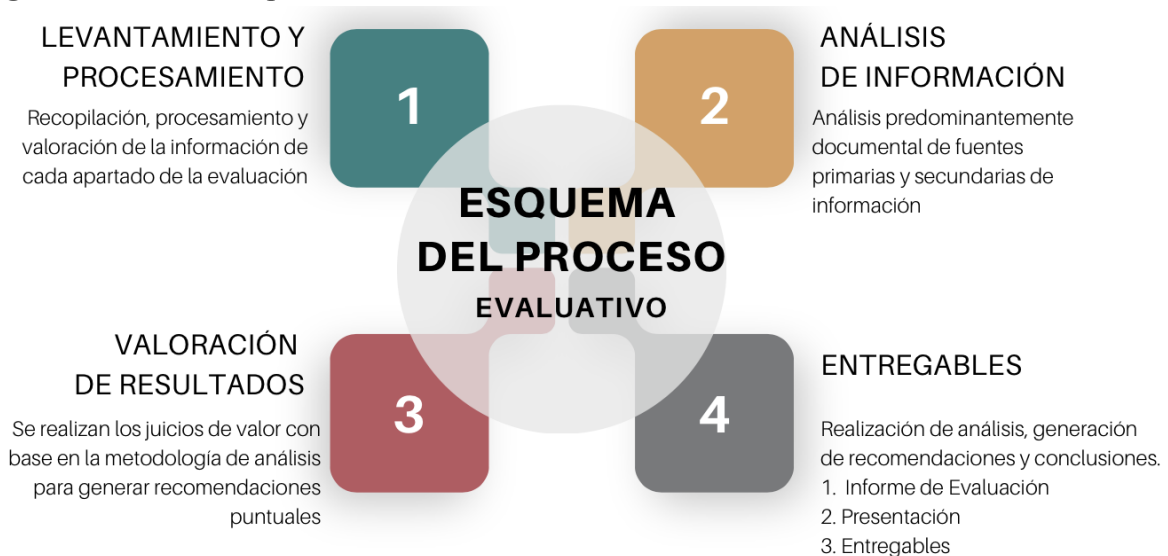 ESQUEMA
DEL PROCESO
EVALUATIVO
1
LEVANTAMIENTO Y
PROCESAMIENTO
Recopilación, procesamiento y
valoración de la información de
cada apartado de la evaluación
2
ANÁLISIS
DE INFORMACIÓN
Análisis predominantemente
documental de fuentes
primarias y secundarias de
información
3
VALORACIÓN
DE RESULTADOS
Se realizan los juicios de valor con
base en la metodología de análisis
para generar recomendaciones
puntuales
4
ENTREGABLES
Realización de análisis, generación
de recomendaciones y conclusiones.
1. Informe de Evaluación
2. Presentación
3. Entregables